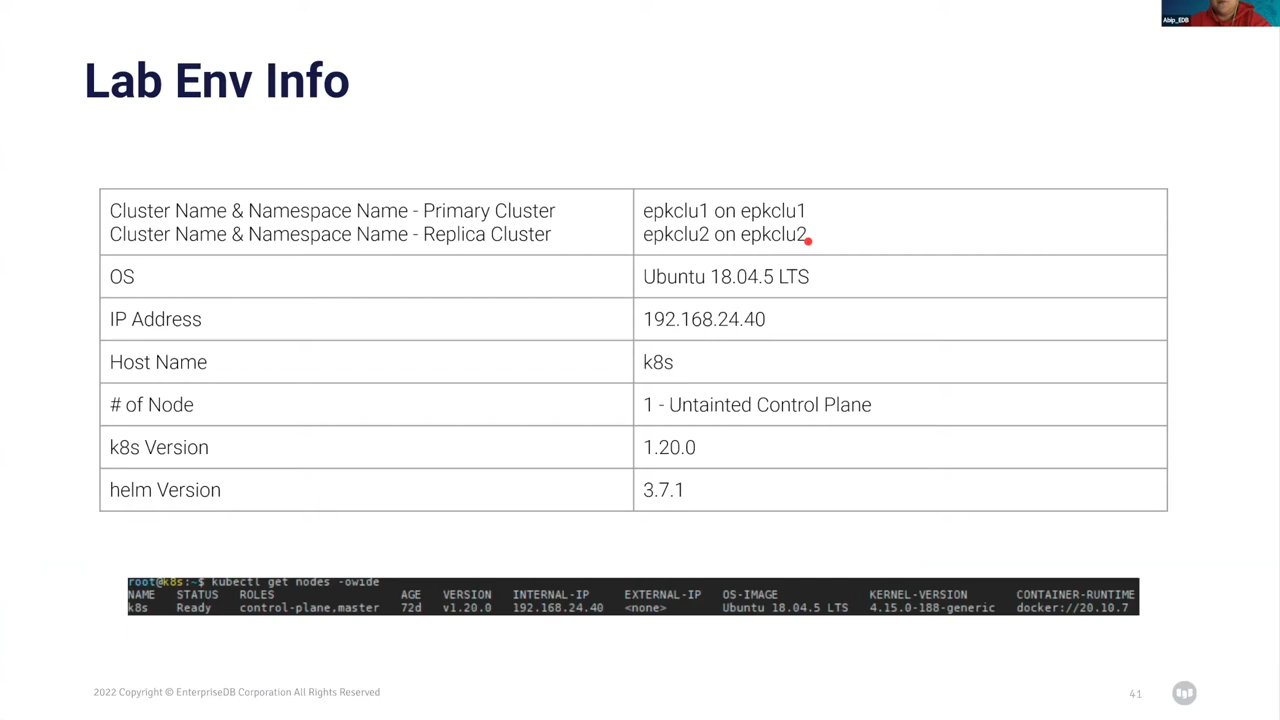 Abip_EDB
Lab Env Info
Cluster Name & Namespace Name - Primary Cluster
Cluster Name & Namespace Name - Replica Cluster
epkclu1 on epkclu1
epkclu2 on epkclu2
OS
Ubuntu 18.04.5 LTS
IP Address
192.168.24.40
Host Name
k8s
# of Node
1 - Untainted Control Plane
k8s Version
1.20.0
helm Version
3.7.1
root@k8s:~$ kubectl get nodes -owide
NAME STATUS ROLES AGE VERSION INTERNAL-IP EXTERNAL-IP OS-IMAGE KERNEL-VERSION CONTAINER-RUNTIME
k8s Ready control-plane,master 72d v1.20.0 192.168.24.40 <none> Ubuntu 18.04.5 LTS 4.15.0-188-generic docker://20.10.7
2022 Copyright © EnterpriseDB Corporation All Rights Reserved
41